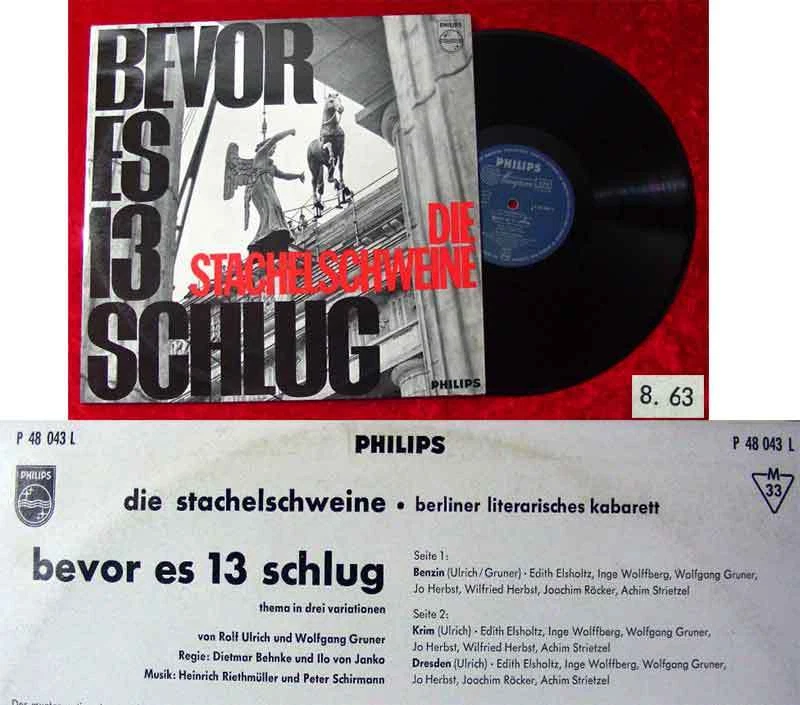 BEVOR
ES
13
SCHLUG
DIE
STACHELSCHWEINE
PHILIPS
PHILIPS
PHILIPS
8. 63
P 48 043 L
PHILIPS
P 48 043 L
PHILIPS
M
33
die stachelschweine • berliner literarisches kabarett
bevor es 13 schlug
thema in drei variationen
von Rolf Ulrich und Wolfgang Gruner
Regie: Dietmar Behnke und Ilo von Janko
Musik: Heinrich Riethmüller und Peter Schirmann
Seite 1:
Benzin (Ulrich/Gruner) • Edith Elsholtz, Inge Wolffberg, Wolfgang Gruner,
Jo Herbst, Wilfried Herbst, Joachim Röcker, Achim Strietzel
Seite 2:
Krim (Ulrich) • Edith Elsholtz, Inge Wolffberg, Wolfgang Gruner,
Jo Herbst, Wilfried Herbst, Achim Strietzel
Dresden (Ulrich) • Edith Elsholtz, Inge Wolffberg, Wolfgang Gruner,
Jo Herbst, Joachim Röcker, Achim Strietzel